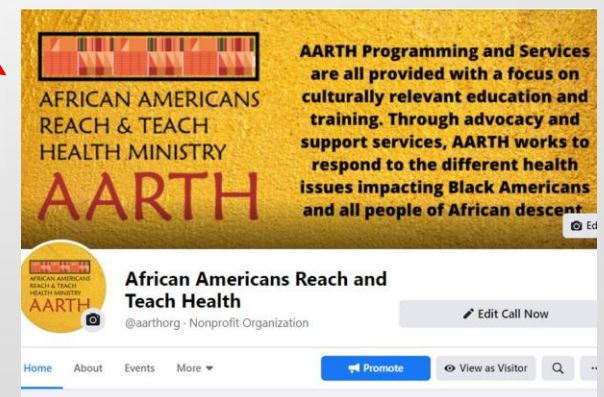 AFRICAN AMERICANS
REACH & TEACH
HEALTH MINISTRY
AARTH
AARTH Programming and Services
are all provided with a focus on
culturally relevant education and
training. Through advocacy and
support services, AARTH works to
respond to the different health
issues impacting Black Americans
and all people of African descent
Ed
AFRICAN AMERICANS
REACH & TEACH
HEALTH MINISTRY
AARTH
African Americans Reach and
Teach Health
@aarthorg · Nonprofit Organization
Edit Call Now
Home About Events More
Promote View as Visitor